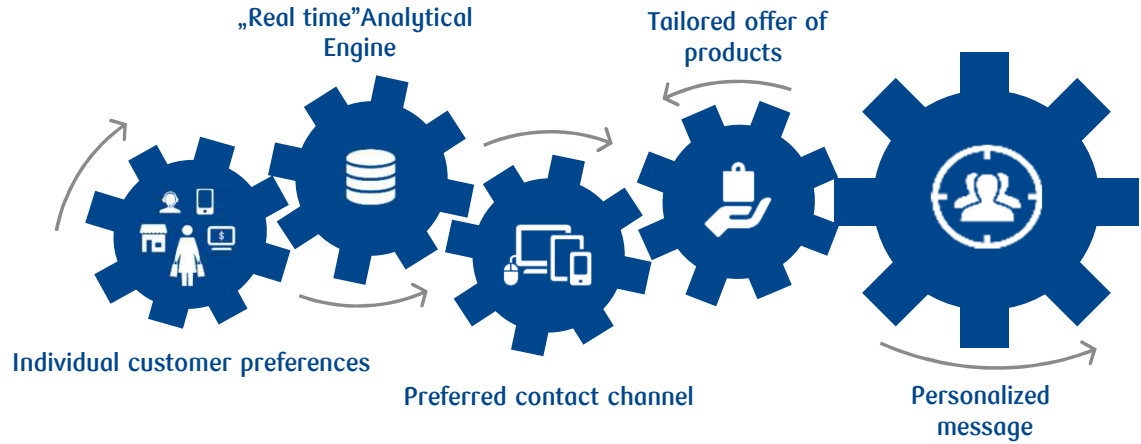 „Real time”Analytical
Engine
Tailored offer of
products
$
Individual customer preferences
Preferred contact channel
Personalized
message